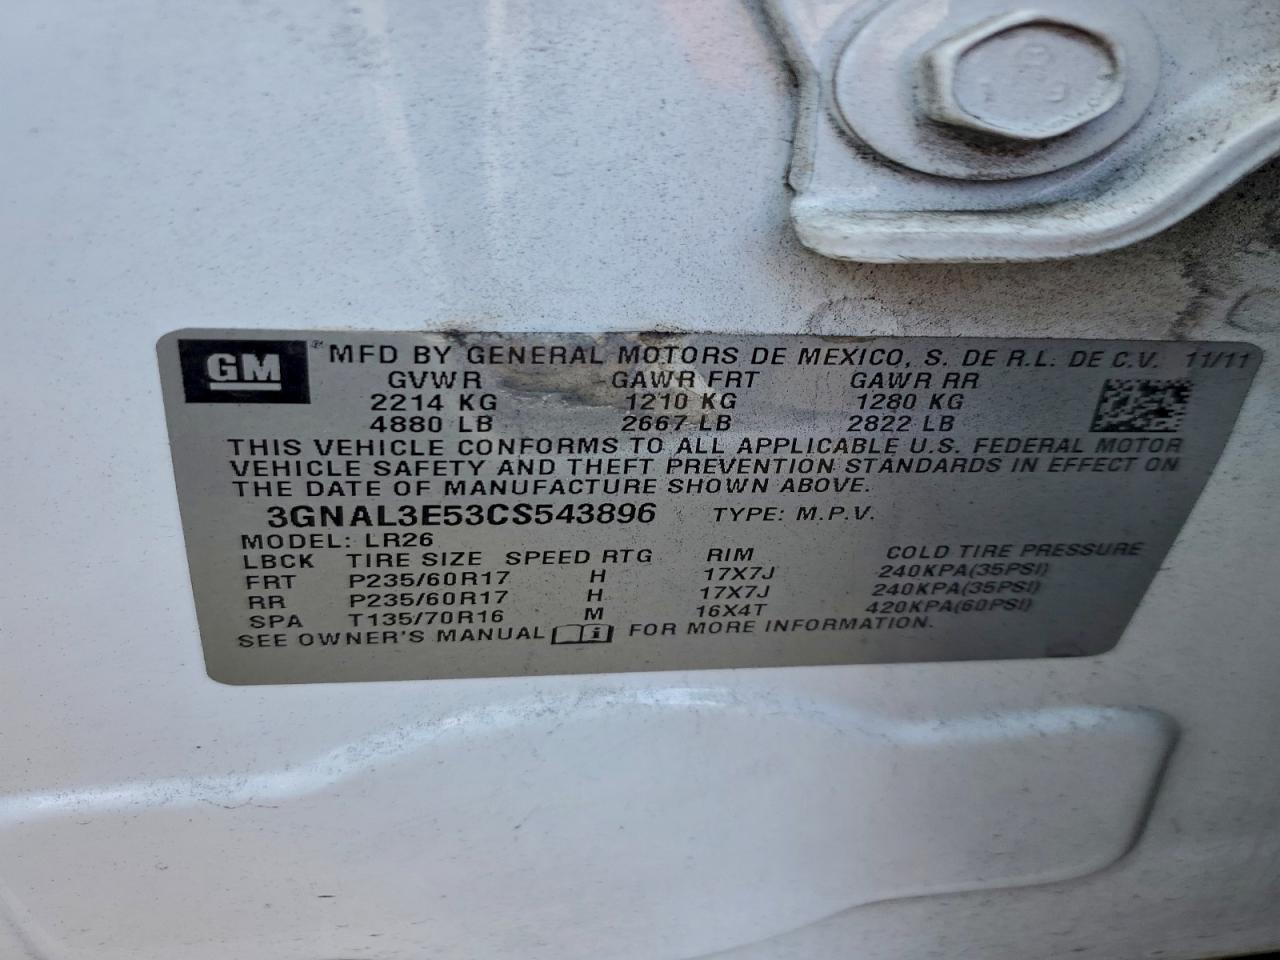 GM ® MFD BY GENERAL MOTORS DE MEXICO, S. DE R.L. DE C.V. 11/11
GVWR GAWR FRT GAWR RR
2214 KG 1210 KG 1280 KG
4880 LB 2667 LB 2822 LB
THIS VEHICLE CONFORMS TO ALL APPLICABLE U.S. FEDERAL MOTOR
VEHICLE SAFETY AND THEFT PREVENTION STANDARDS IN EFFECT ON
THE DATE OF MANUFACTURE SHOWN ABOVE.
3GNAL3E53CS543896 TYPE: M.P.V.
MODEL: LR26
LBCK TIRE SIZE SPEED RTG RIM COLD TIRE PRESSURE
FRT P235/60R17 H 17X7J 240KPA(35PSI)
RR P235/60R17 H 17X7J 240KPA(35PSI)
SPA T135/70R16 M 16X4T 420KPA(60PSI)
SEE OWNER'S MANUAL i FOR MORE INFORMATION.